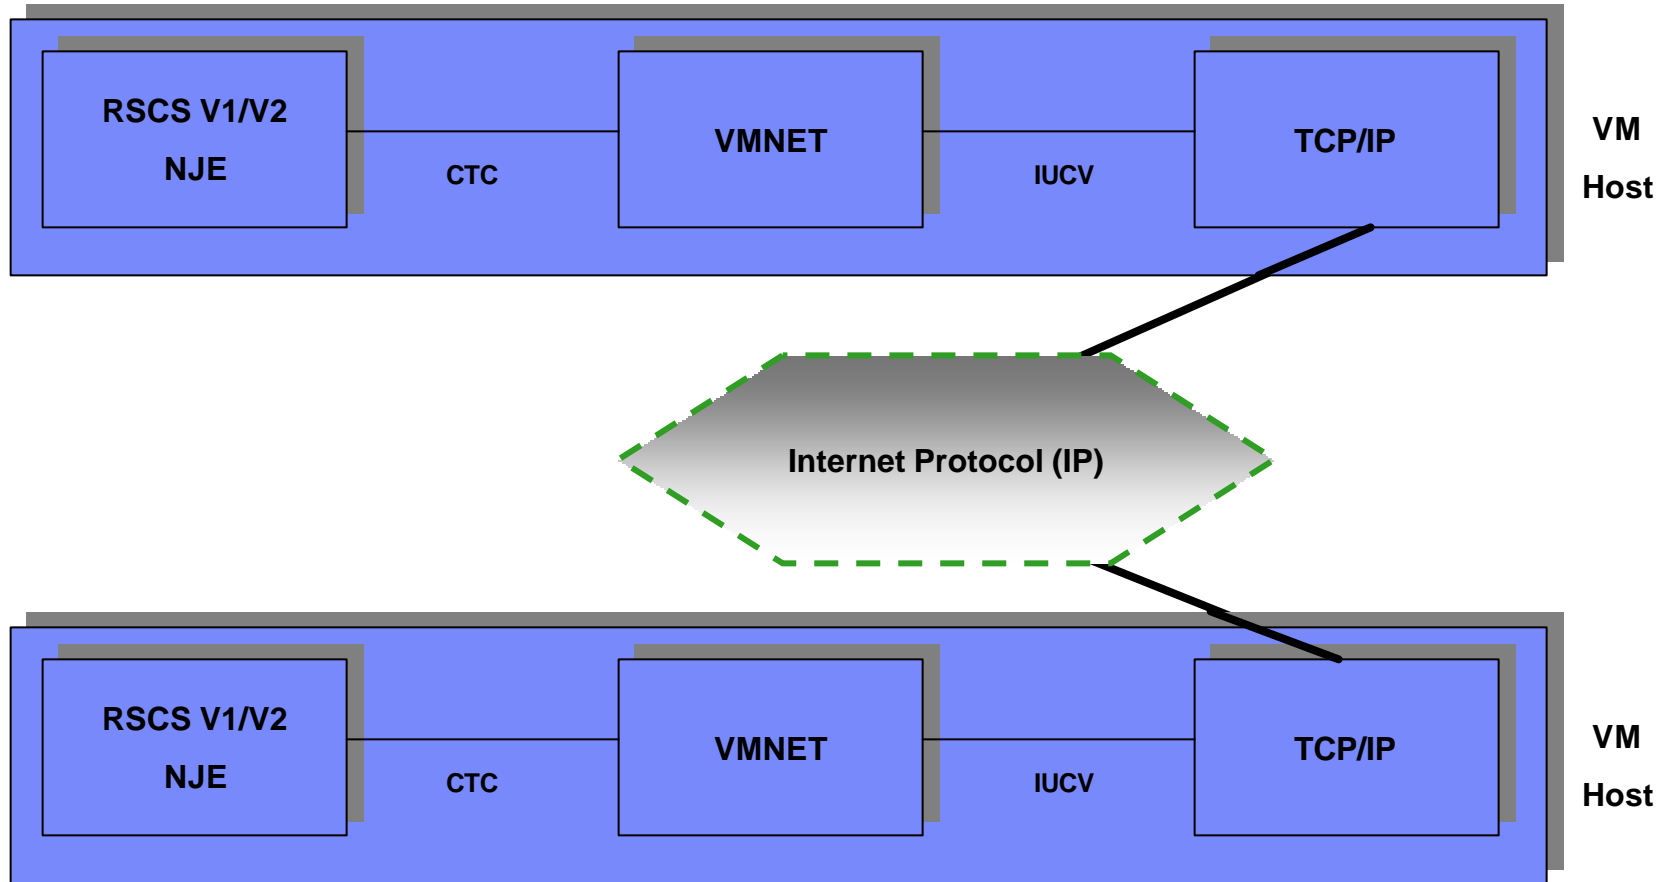 RSCS V1/V2
NJE
CTC
VMNET
IUCV
TCP/IP
VM
Host
Internet Protocol (IP)
RSCS V1/V2
NJE
CTC
VMNET
IUCV
TCP/IP
VM
Host